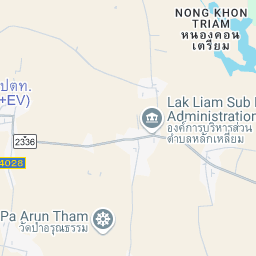 NONG KHON
TRIAM
หนองคอน
เตรียม
ปตท.
+EV)
Lak Liam Sub
Administration
องค์การบริหารส่วน
ตำบลหลักเหลี่ยม
2336
4028
Pa Arun Tham
วัดป่าอรุณธรรม